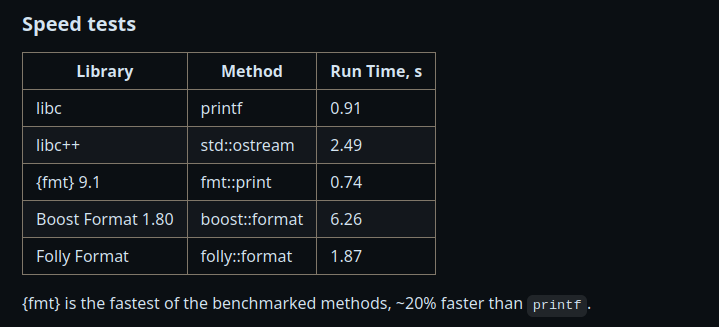 Speed tests
Library Method Run Time, s
libc printf 0.91
libc++ std::ostream 2.49
{fmt} 9.1 fmt::print 0.74
Boost Format 1.80 boost::format 6.26
Folly Format folly::format 1.87
{fmt} is the fastest of the benchmarked methods, ~20% faster than printf.